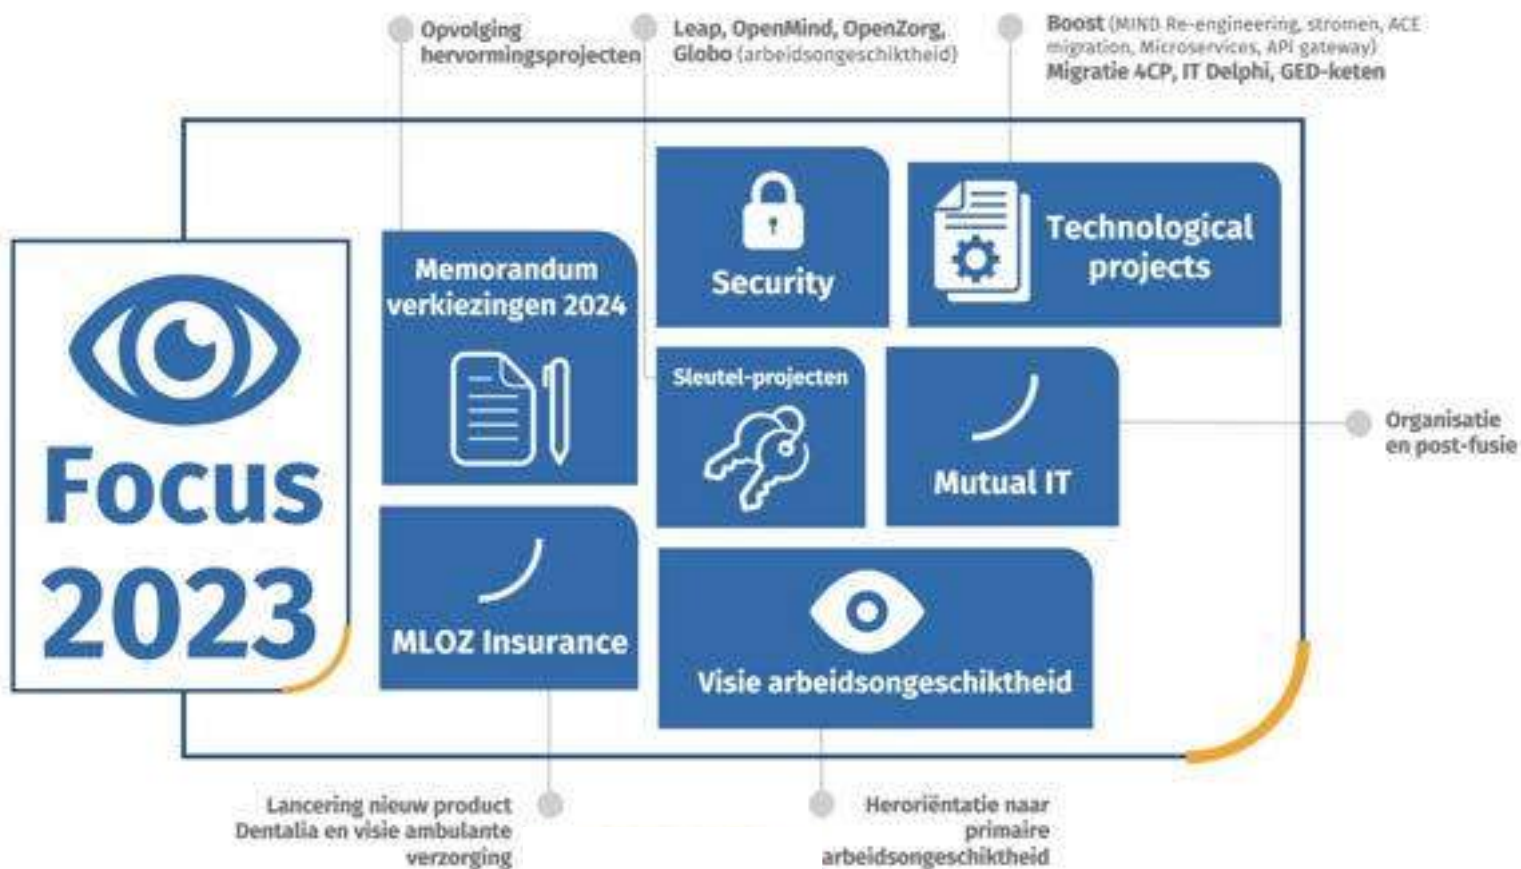 Opvolging
hervormingsprojecten
Leap, OpenMind, OpenZorg,
Globo (arbeidsongeschiktheid)
Boost (MIND Re-engineering, stromen, ACE
migration, Microservices, API gateway)
Migratie 4CP, IT Delphi, GED-keten
Focus
2023
Memorandum
verkiezingen 2024
Security
Technological
projects
Sleutel-projecten
Mutual IT
Organisatie
en post-fusie
MLOZ Insurance
Visie arbeidsongeschiktheid
Lancering nieuw product
Dentalia en visie ambulante
verzorging
Heroriëntatie naar
primaire
arbeidsongeschiktheid